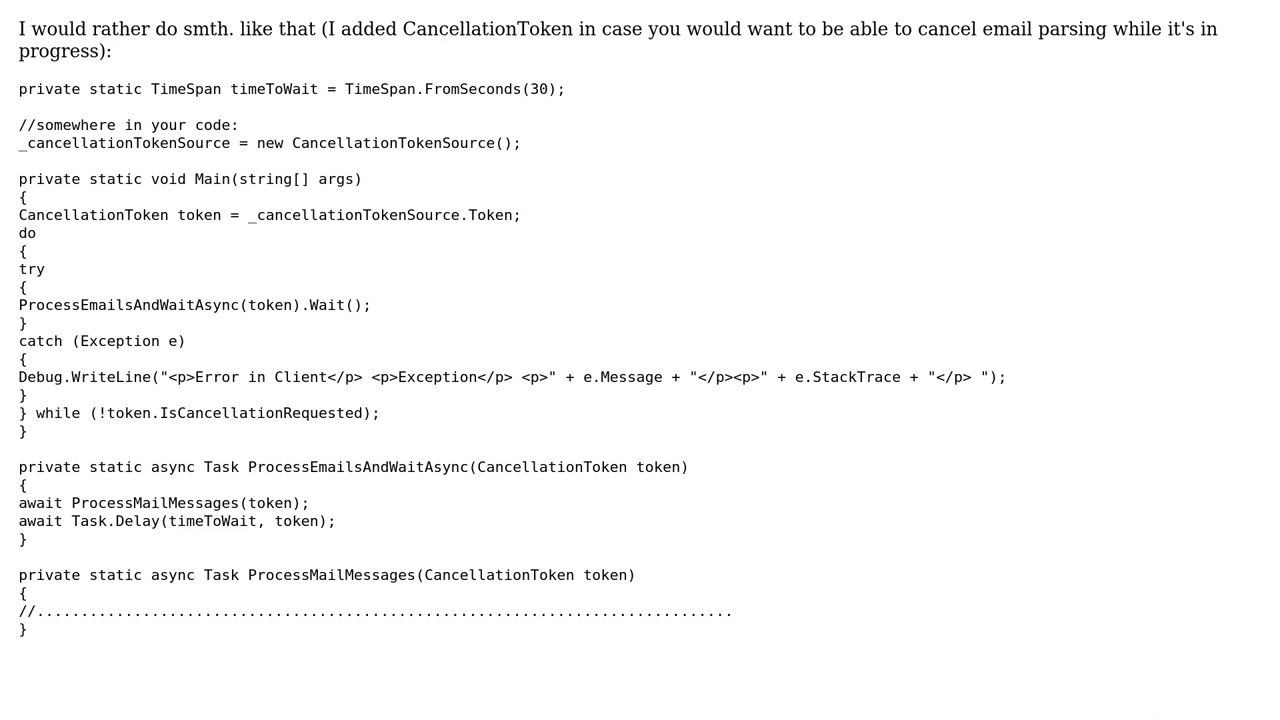 I would rather do smth. like that (I added CancellationToken in case you would want to be able to cancel email parsing while it's in
progress):
private static TimeSpan timeToWait = TimeSpan.FromSeconds(30);
//somewhere in your code:
_cancellationTokenSource = new CancellationTokenSource();
private static void Main(string[] args)
{
CancellationToken token = _cancellationTokenSource.Token;
do
{
try
{
ProcessEmailsAndWaitAsync(token).Wait();
}
catch (Exception e)
{
Debug.WriteLine("<p>Error in Client</p> <p>Exception</p> <p>" + e.Message + "</p><p>" + e.StackTrace + "</p> ");
}
} while (!token.IsCancellationRequested);
}
private static async Task ProcessEmailsAndWaitAsync(CancellationToken token)
{
await ProcessMailMessages(token);
await Task.Delay(timeToWait, token);
}
private static async Task ProcessMailMessages(CancellationToken token)
{
//...............................................................................
}